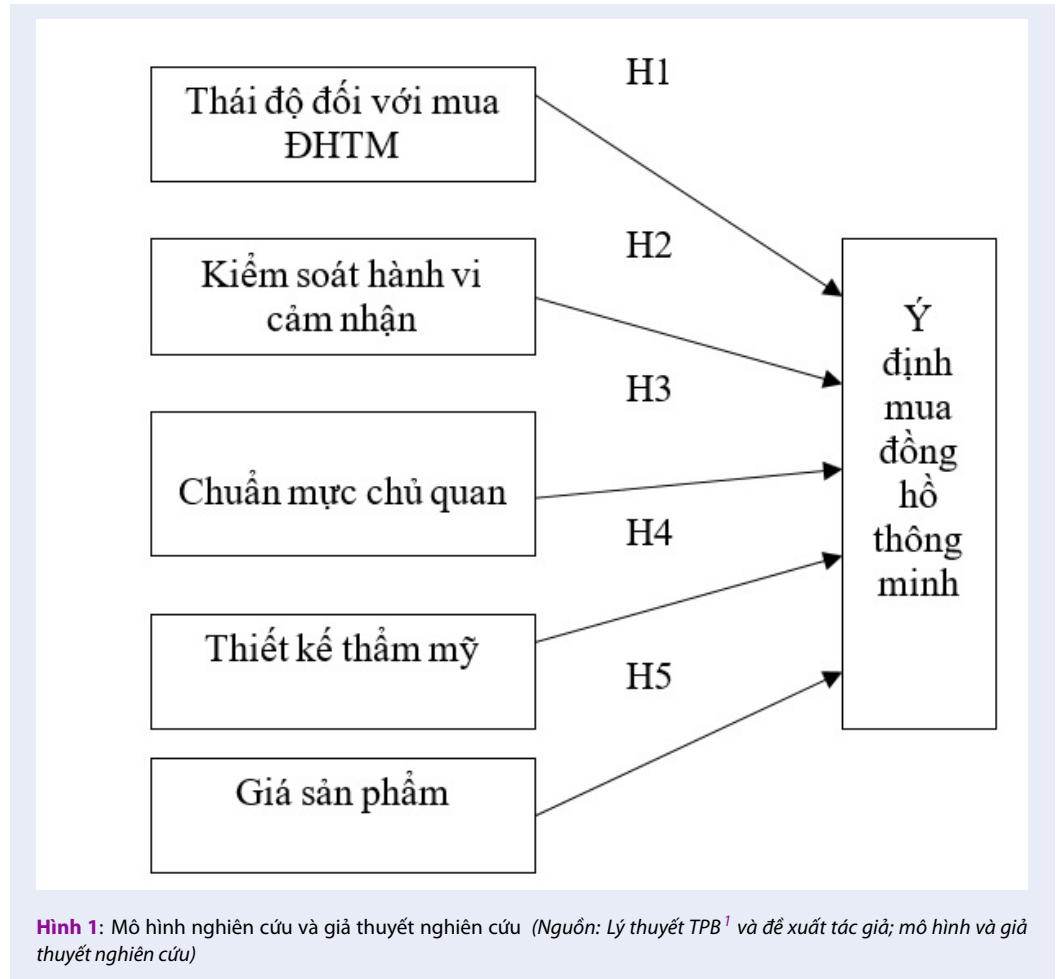 H1
Thái độ đối với mua
ĐHTM
H2
Kiểm soát hành vi
cảm nhận
H3
Chuẩn mực chủ quan
H4
Thiết kế thẩm mỹ
H5
Giá sản phẩm
Ý
định
mua
đồng
hồ
thông
minh
Hình 1: Mô hình nghiên cứu và giả thuyết nghiên cứu (Nguồn: Lý thuyết TPB 1 và đề xuất tác giả; mô hình và giả
thuyết nghiên cứu)